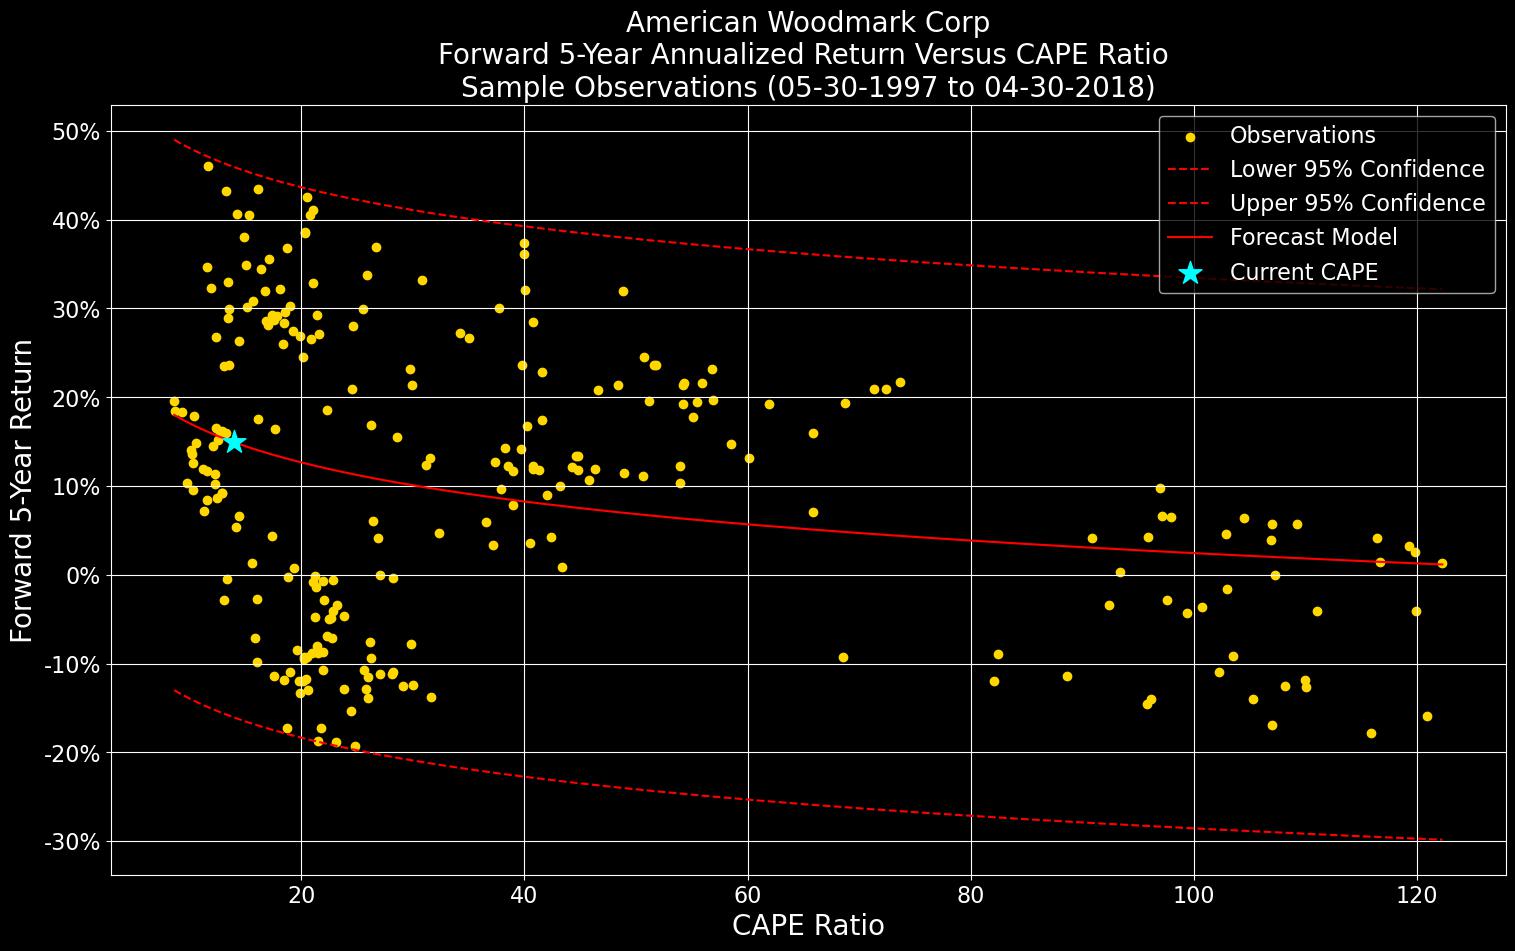 American Woodmark Corp
Forward 5-Year Annualized Return Versus CAPE Ratio
Sample Observations (05-30-1997 to 04-30-2018)
Observations
Lower 95% Confidence
Upper 95% Confidence
Forecast Model
Current CAPE
Forward 5-Year Return
50%
40%
30%
20%
10%
0%
-10%
-20%
-30%
20 40 60 80 100 120
CAPE Ratio